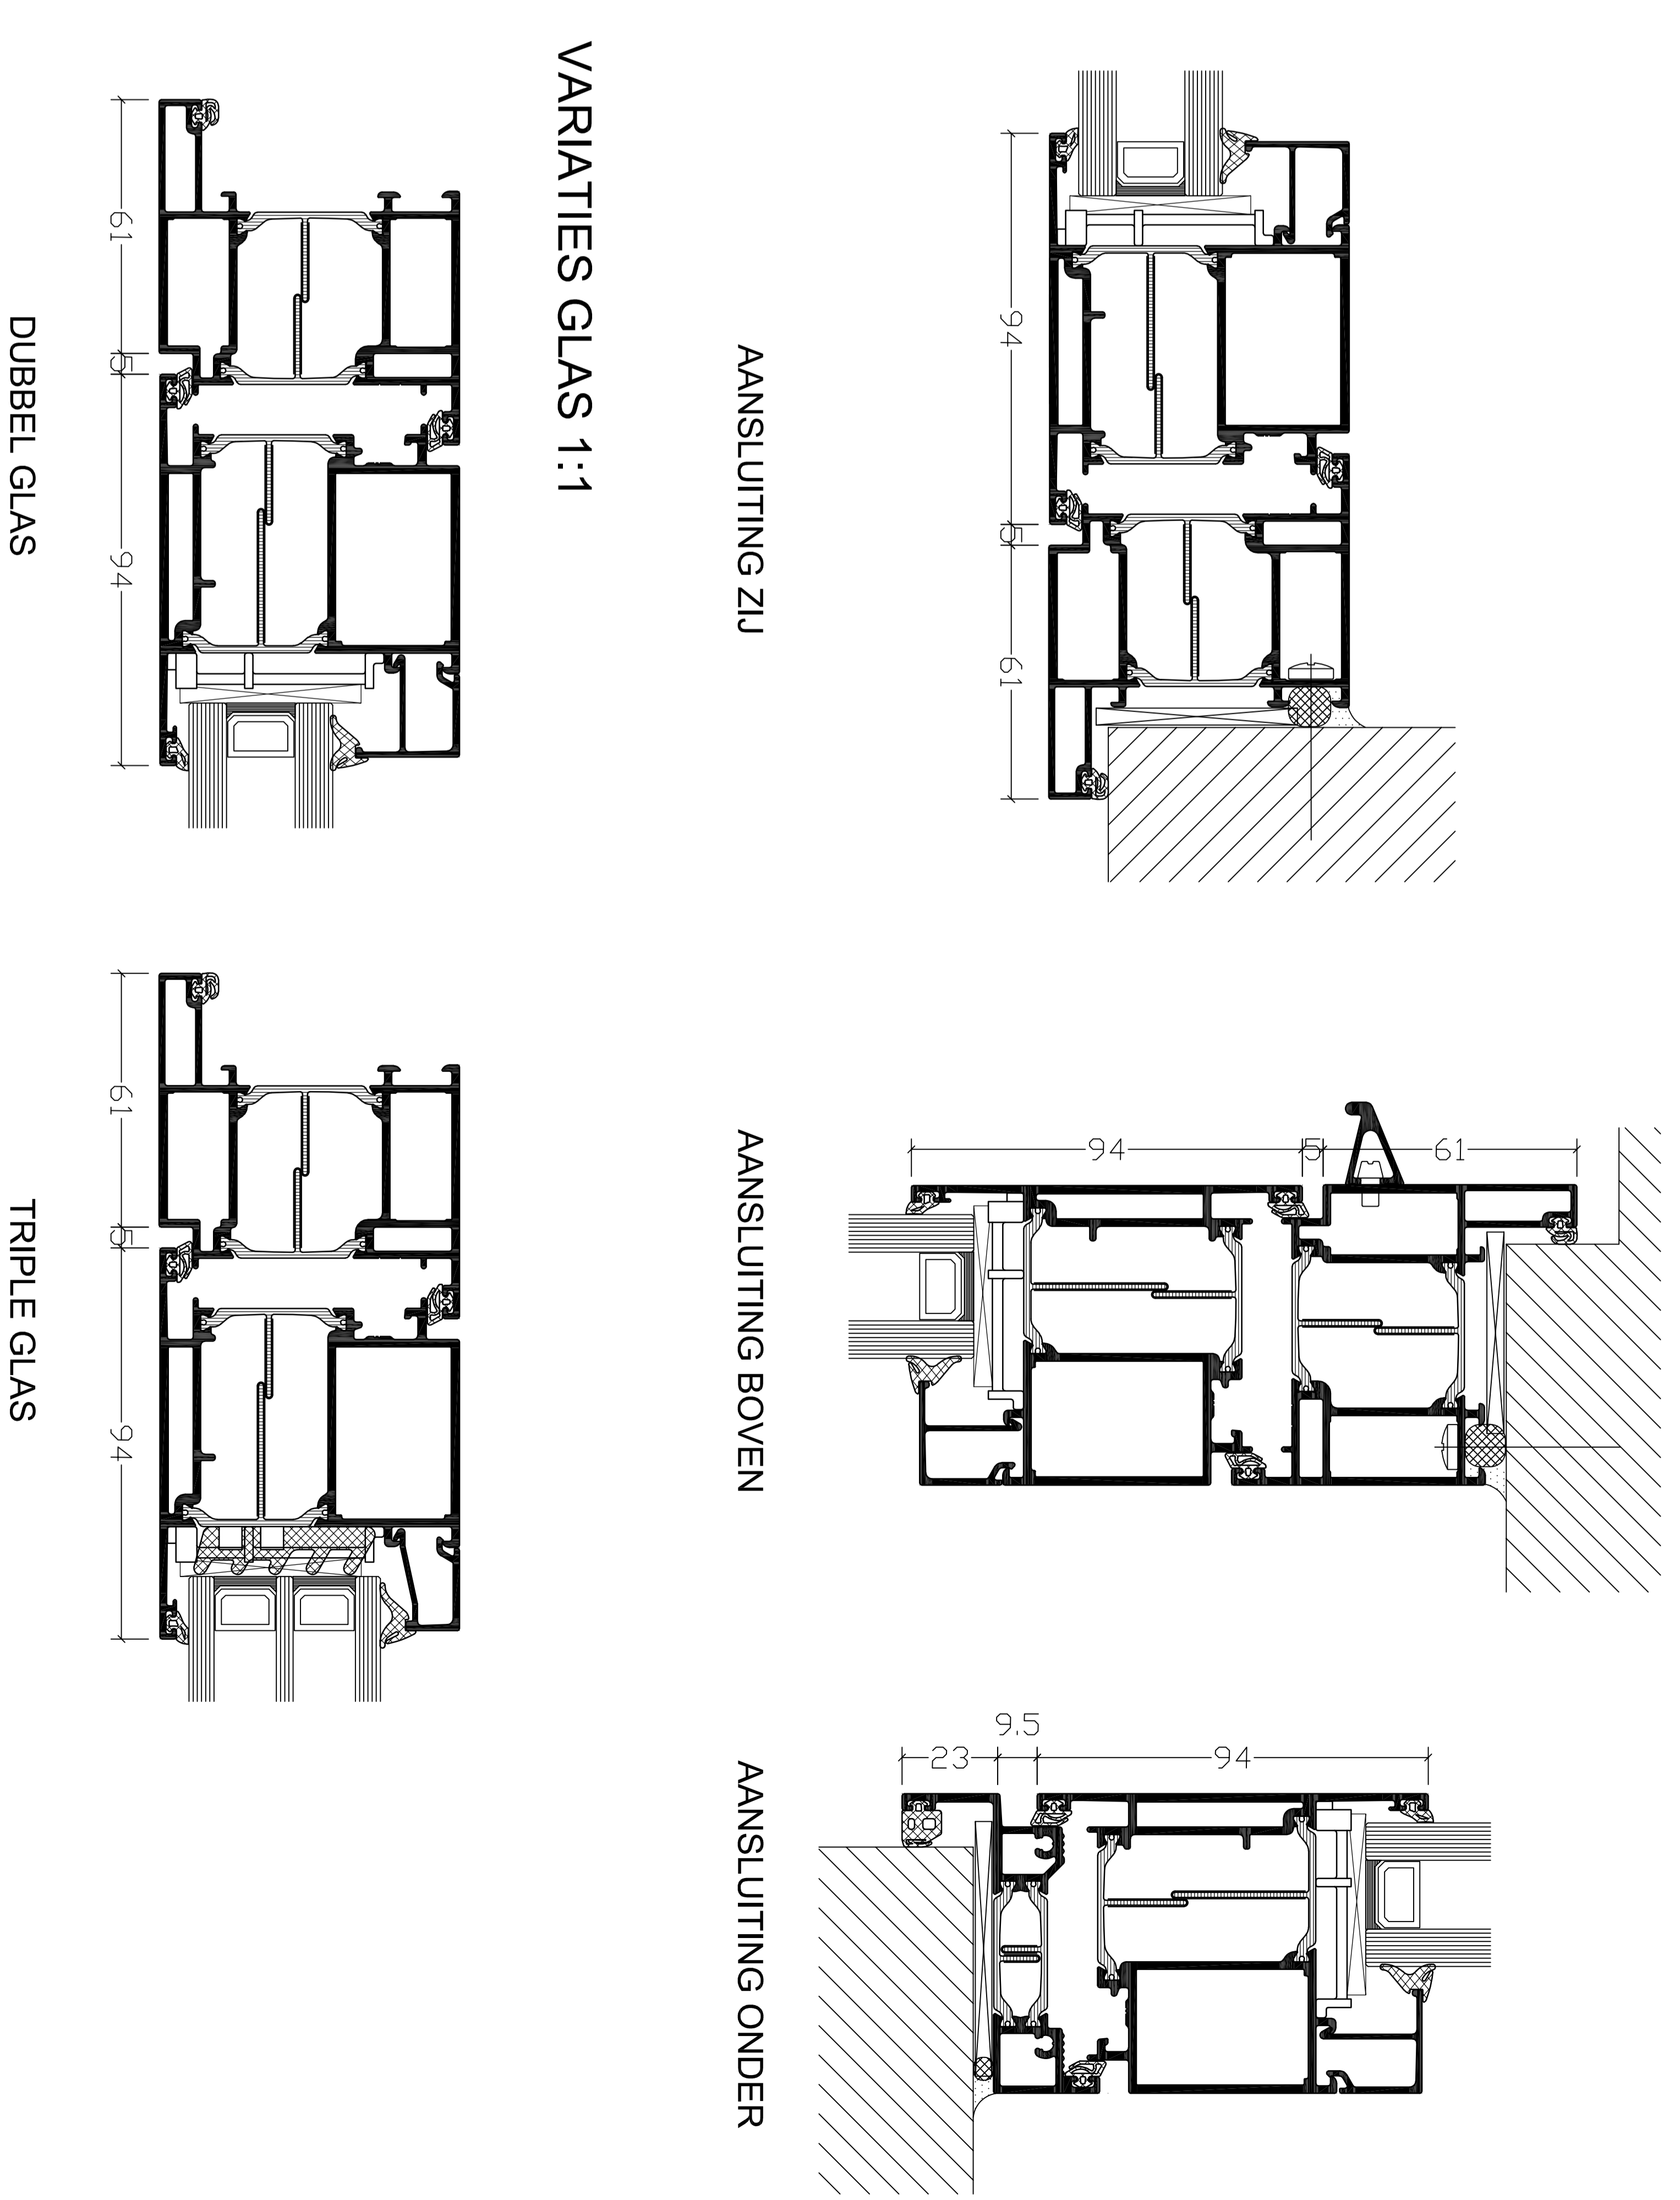 94 5 61
AANSLUITING ZIJ
61
5
94
AANSLUITING BOVEN
94
9.5
23
AANSLUITING ONDER
VARIATIES GLAS 1:1
61 5 94
DUBBEL GLAS
61 5 94
TRIPLE GLAS